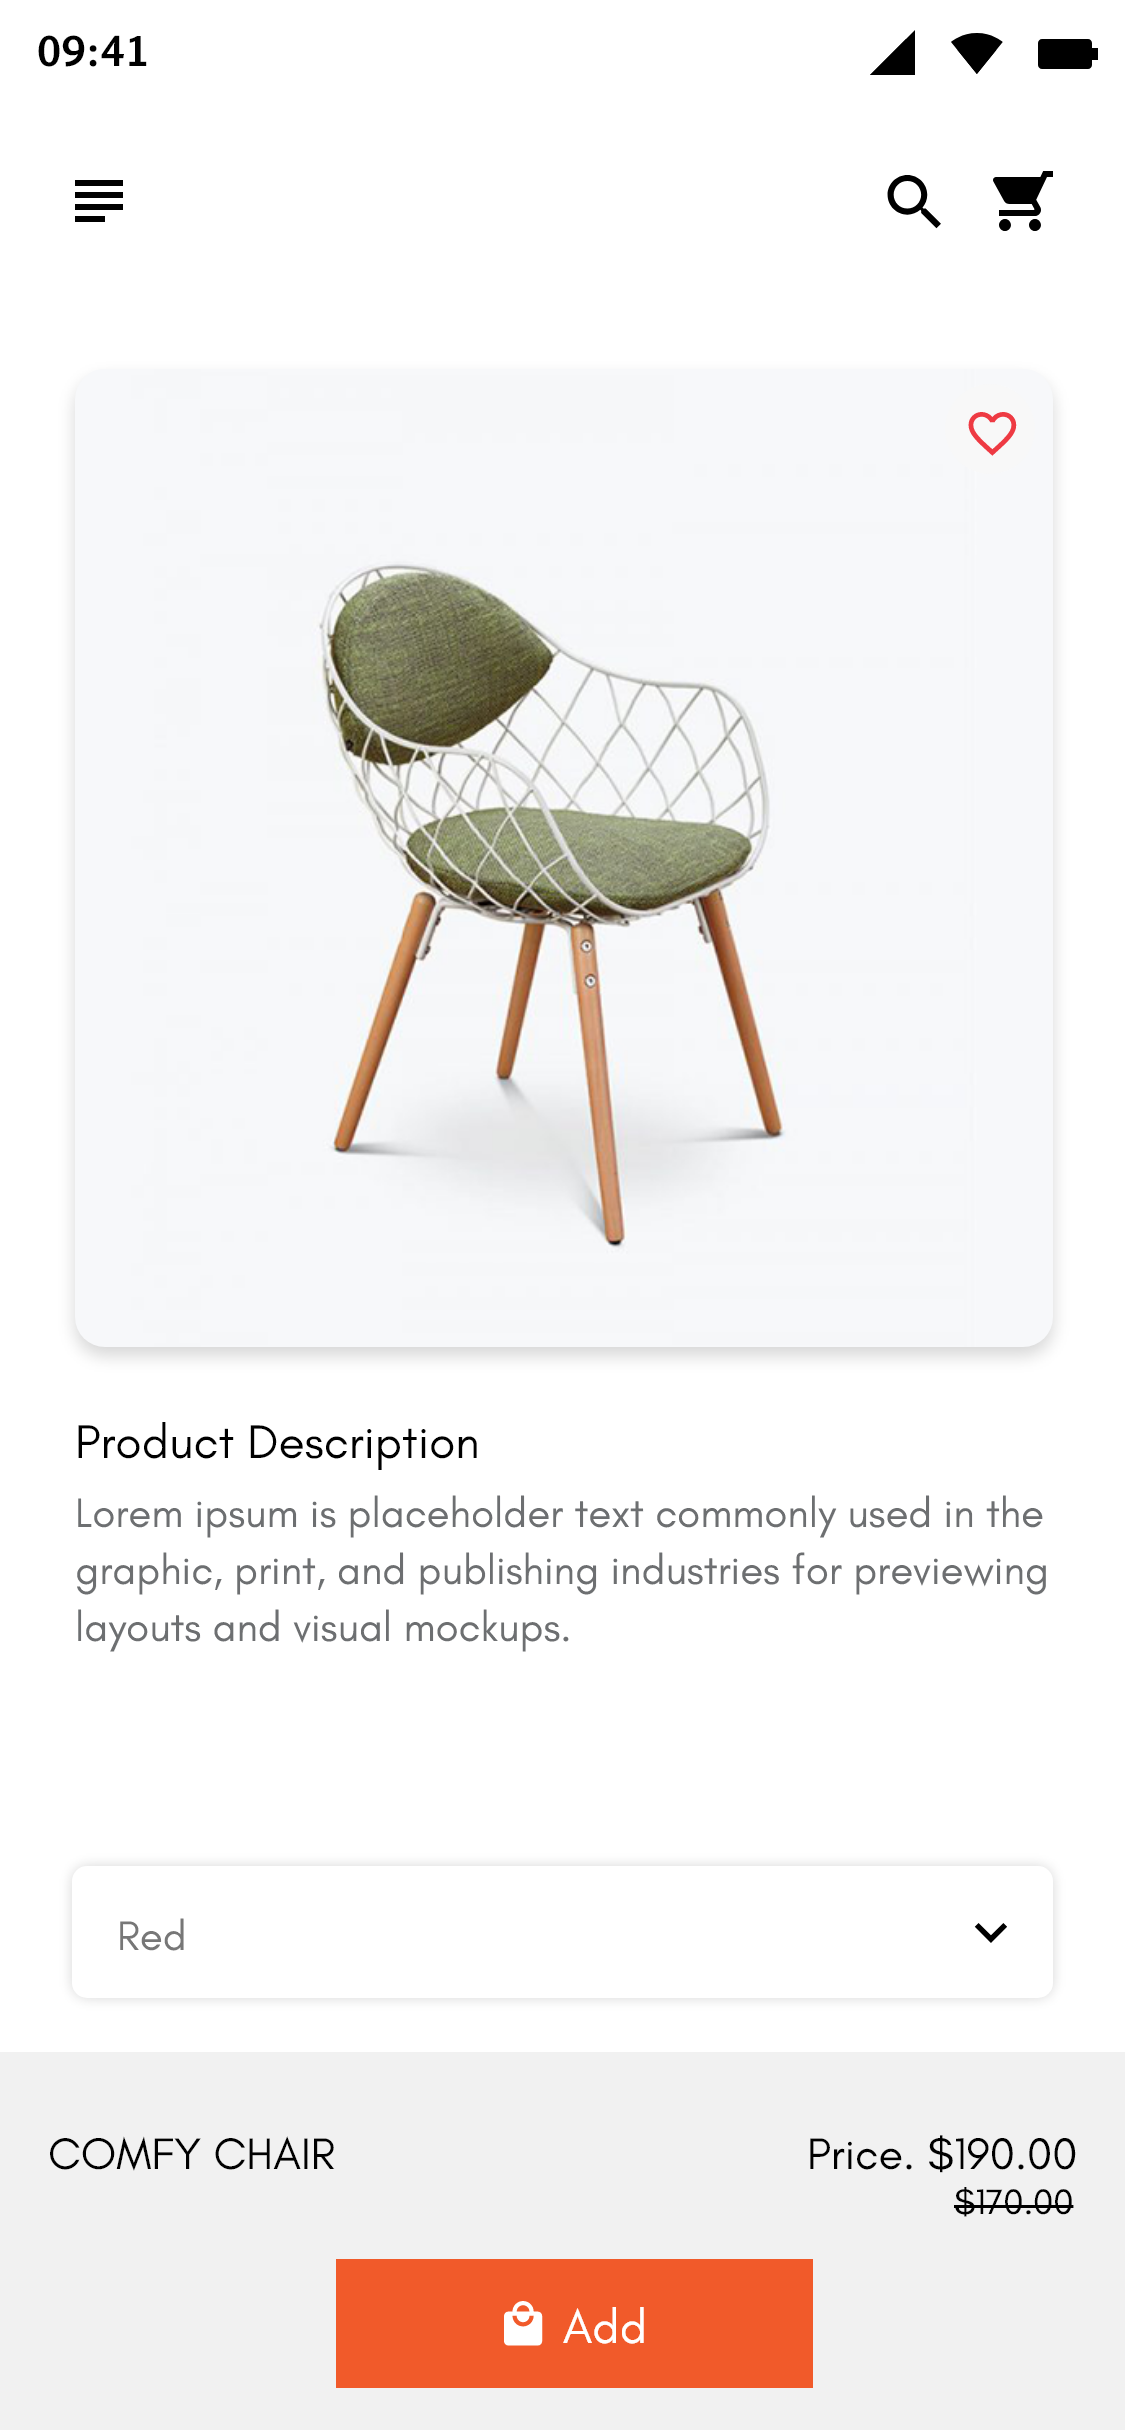 09:41
Product Description
Lorem ipsum is placeholder text commonly used in the
graphic, print, and publishing industries for previewing
layouts and visual mockups.
Red
COMFY CHAIR
Price. $190.00
$170.00
Add